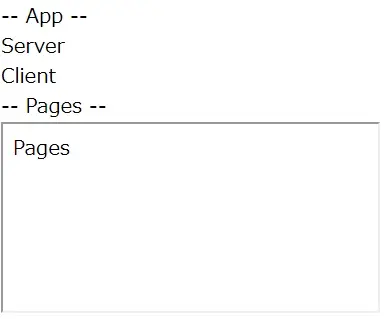 -- App --
Server
Client
-- Pages --
Pages